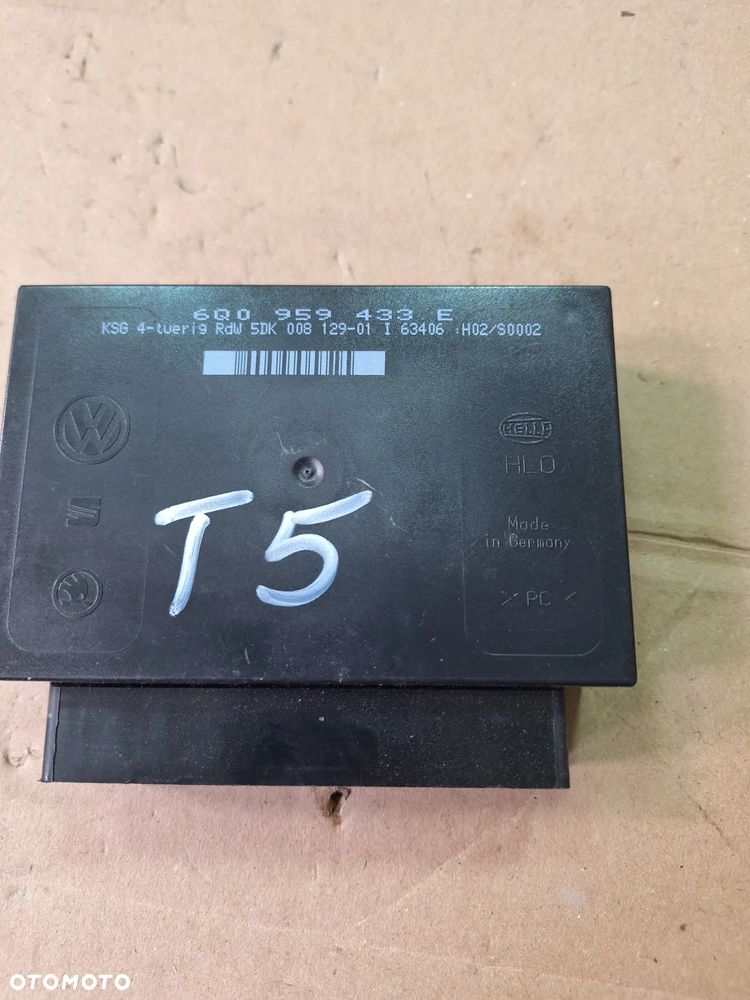 6Q0 959 433 E
KSG 4-tuerig RdW 5DK 008 129-01 I 63406 :H02/S0002
VW
HELLA
HLO
T5
Made
in Germany
> PC <
OTOMOTO